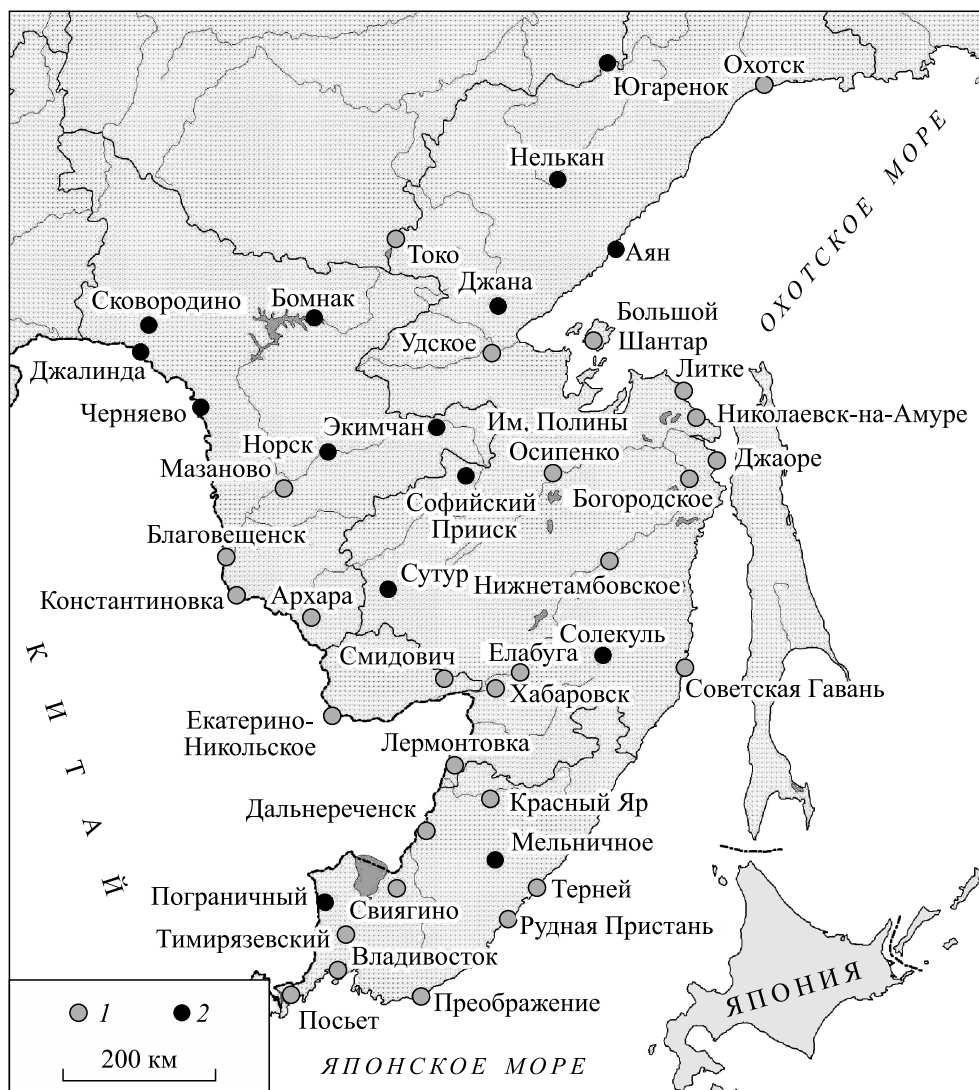 Охотск
Югаренок
Нелькан
ОХОТСКОЕ МОРЕ
Аян
Токо
Джана
Сковородино
Бомнак
Большой
Шантар
Удское
Джалинда
Литке
Черняево
Николаевск-на-Амуре
Экимчан
Им. Полины
Осипенко
Норск
Джаоре
Мазаново
Богородское
Софийский
Прииск
Благовещенск
Сутур
Нижнетамбовское
Константиновка
Архара
Солекуль
КИТАЙ
Смидович
Елабуга
Хабаровск
Советская Гавань
Екатерино-
Никольское
Лермонтовка
Красный Яр
Дальнереченск
Мельничное
Пограничный
Свиягино
Терней
Рудная Пристань
Тимирязевский
Владивосток
ЯПОНИЯ
Преображение
Посьет
1 2
200 км
ЯПОНСКОЕ МОРЕ